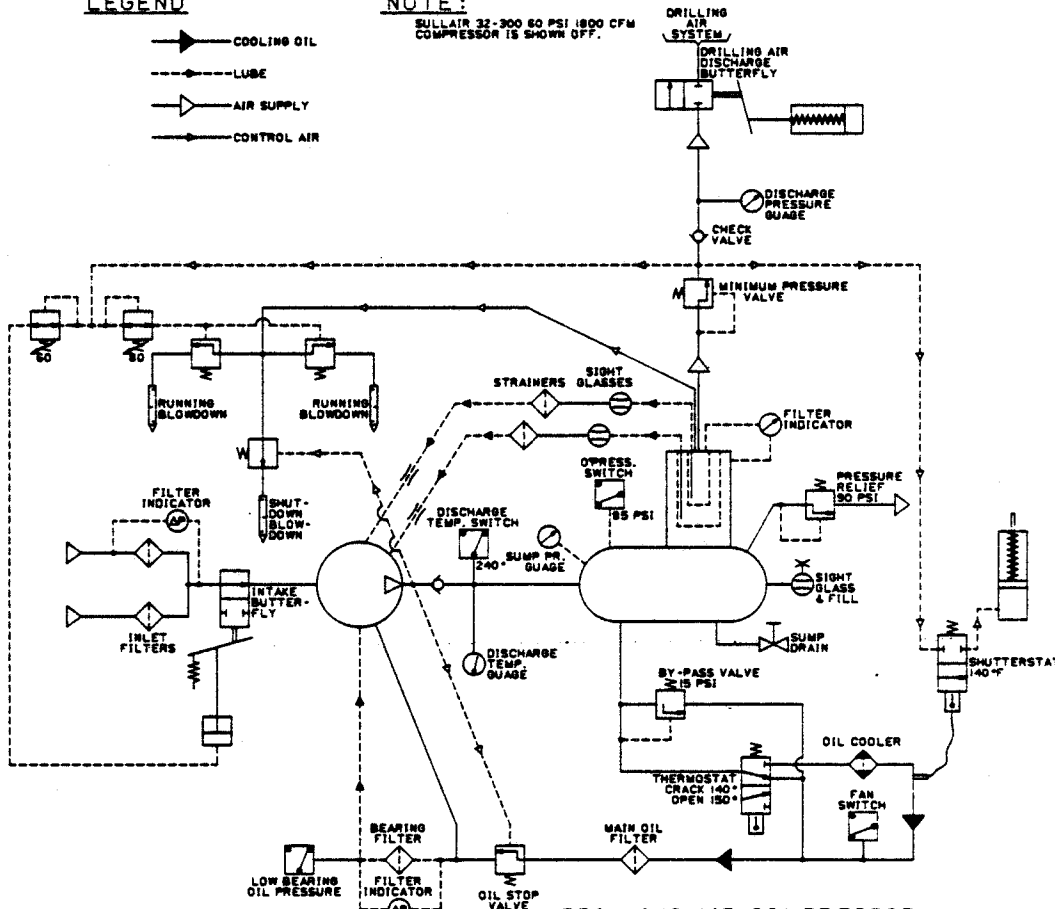 LEGEND
COOLING OIL
LUBE
AIR SUPPLY
CONTROL AIR
NOTE:
SULLAIR 32-300 60 PSI 1800 CFM
COMPRESSOR IS SHOWN OFF.
DRILLING
AIR
SYSTEM
DRILLING AIR
DISCHARGE
BUTTERFLY
DISCHARGE
PRESSURE
GUAGE
CHECK
VALVE
MINIMUM PRESSURE
VALVE
60
60
RUNNING
BLOWDOWN
RUNNING
BLOWDOWN
STRAINERS
SIGHT
GLASSES
FILTER
INDICATOR
O'PRESS.
SWITCH
85 PSI
PRESSURE
RELIEF
90 PSI
FILTER
INDICATOR
ΔP
SHUT-
DOWN
BLOW-
DOWN
DISCHARGE
TEMP. SWITCH
240°
SUMP PR.
GUAGE
INTAKE
BUTTER-
FLY
INLET
FILTERS
SIGHT
GLASS
& FILL
SUMP
DRAIN
DISCHARGE
TEMP.
GUAGE
SHUTTERSTAT
140°F
BY-PASS VALVE
15 PSI
OIL COOLER
THERMOSTAT
CRACK 140°
OPEN 150°
FAN
SWITCH
BEARING
FILTER
MAIN OIL
FILTER
LOW BEARING
OIL PRESSURE
FILTER
INDICATOR
OIL STOP
VALVE